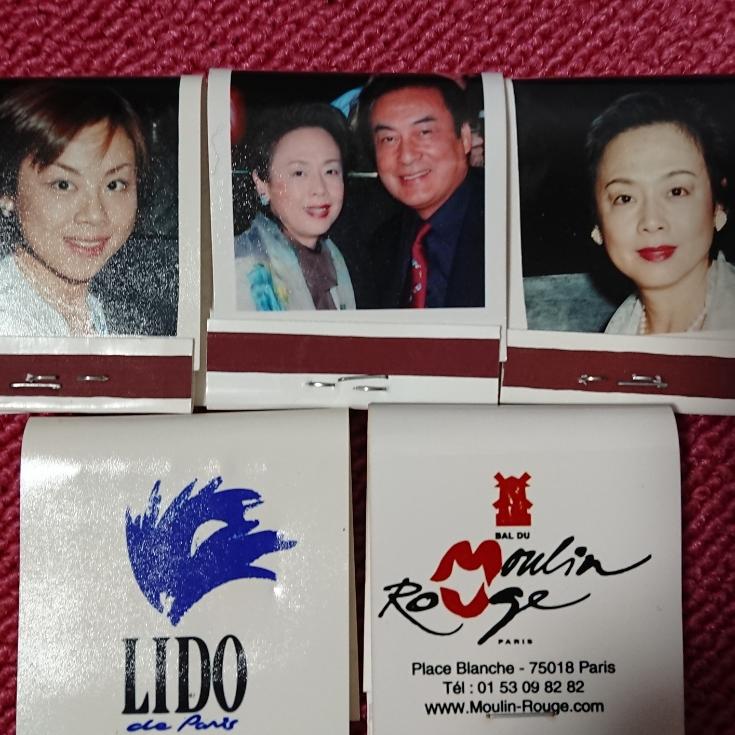 LIDO
de Paris
BAL DU
Moulin
Rouge
PARIS
Place Blanche - 75018 Paris
Tél : 01 53 09 82 82
www.Moulin-Rouge.com